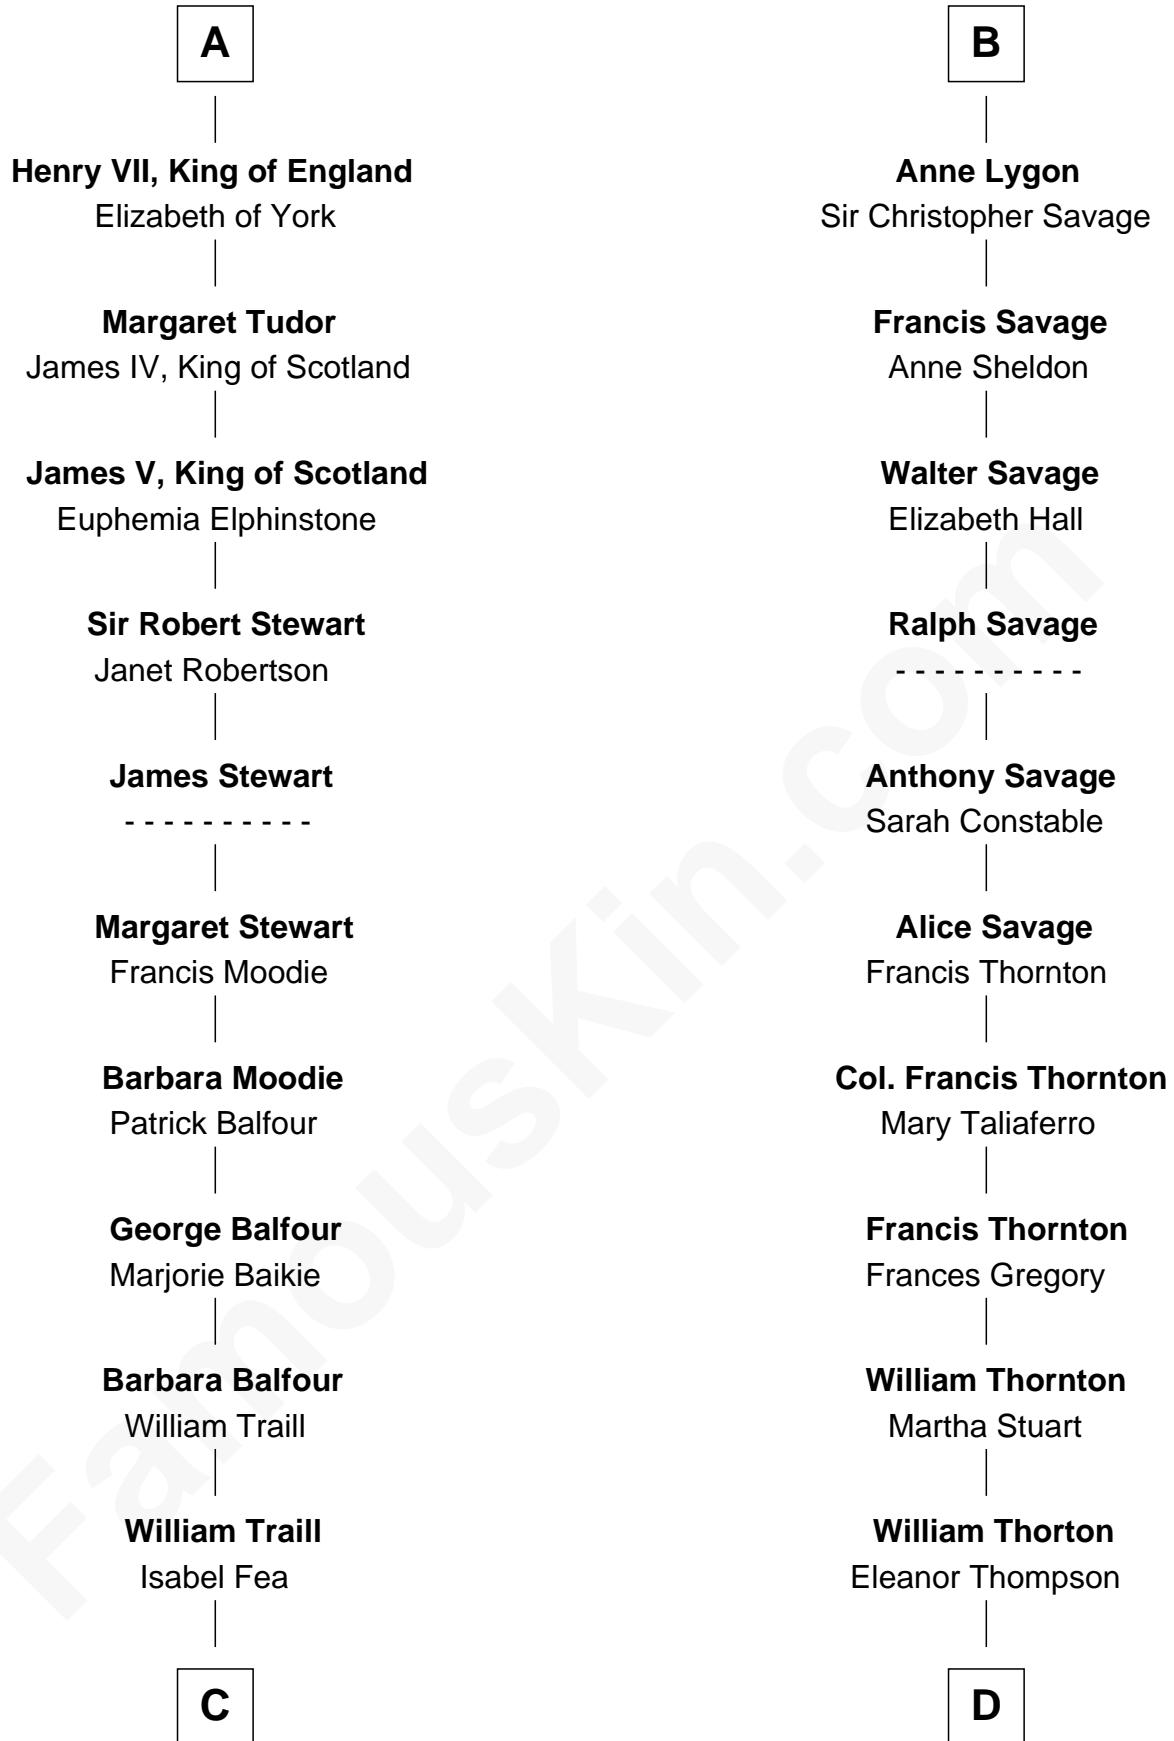 A
Henry VII, King of England
Elizabeth of York
Margaret Tudor
James IV, King of Scotland
James V, King of Scotland
Euphemia Elphinstone
Sir Robert Stewart
Janet Robertson
James Stewart
- - - - - - - - - -
Margaret Stewart
Francis Moodie
Barbara Moodie
Patrick Balfour
George Balfour
Marjorie Baikie
Barbara Balfour
William Traill
William Traill
Isabel Fea
C
B
Anne Lygon
Sir Christopher Savage
Francis Savage
Anne Sheldon
Walter Savage
Elizabeth Hall
Ralph Savage
- - - - - - - - - -
Anthony Savage
Sarah Constable
Alice Savage
Francis Thornton
Col. Francis Thornton
Mary Taliaferro
Francis Thornton
Frances Gregory
William Thornton
Martha Stuart
William Thorton
Eleanor Thompson
D
FamousKin.com